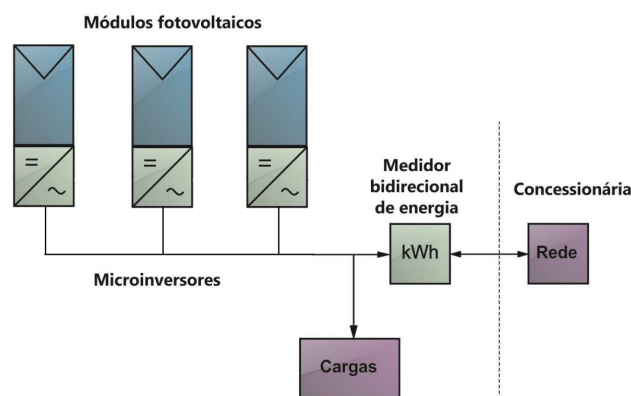 Módulos fotovoltaicos
=
~
=
~
=
~
Medidor
bidirecional
de energia
Concessionária
kWh
Rede
Microinversores
Cargas